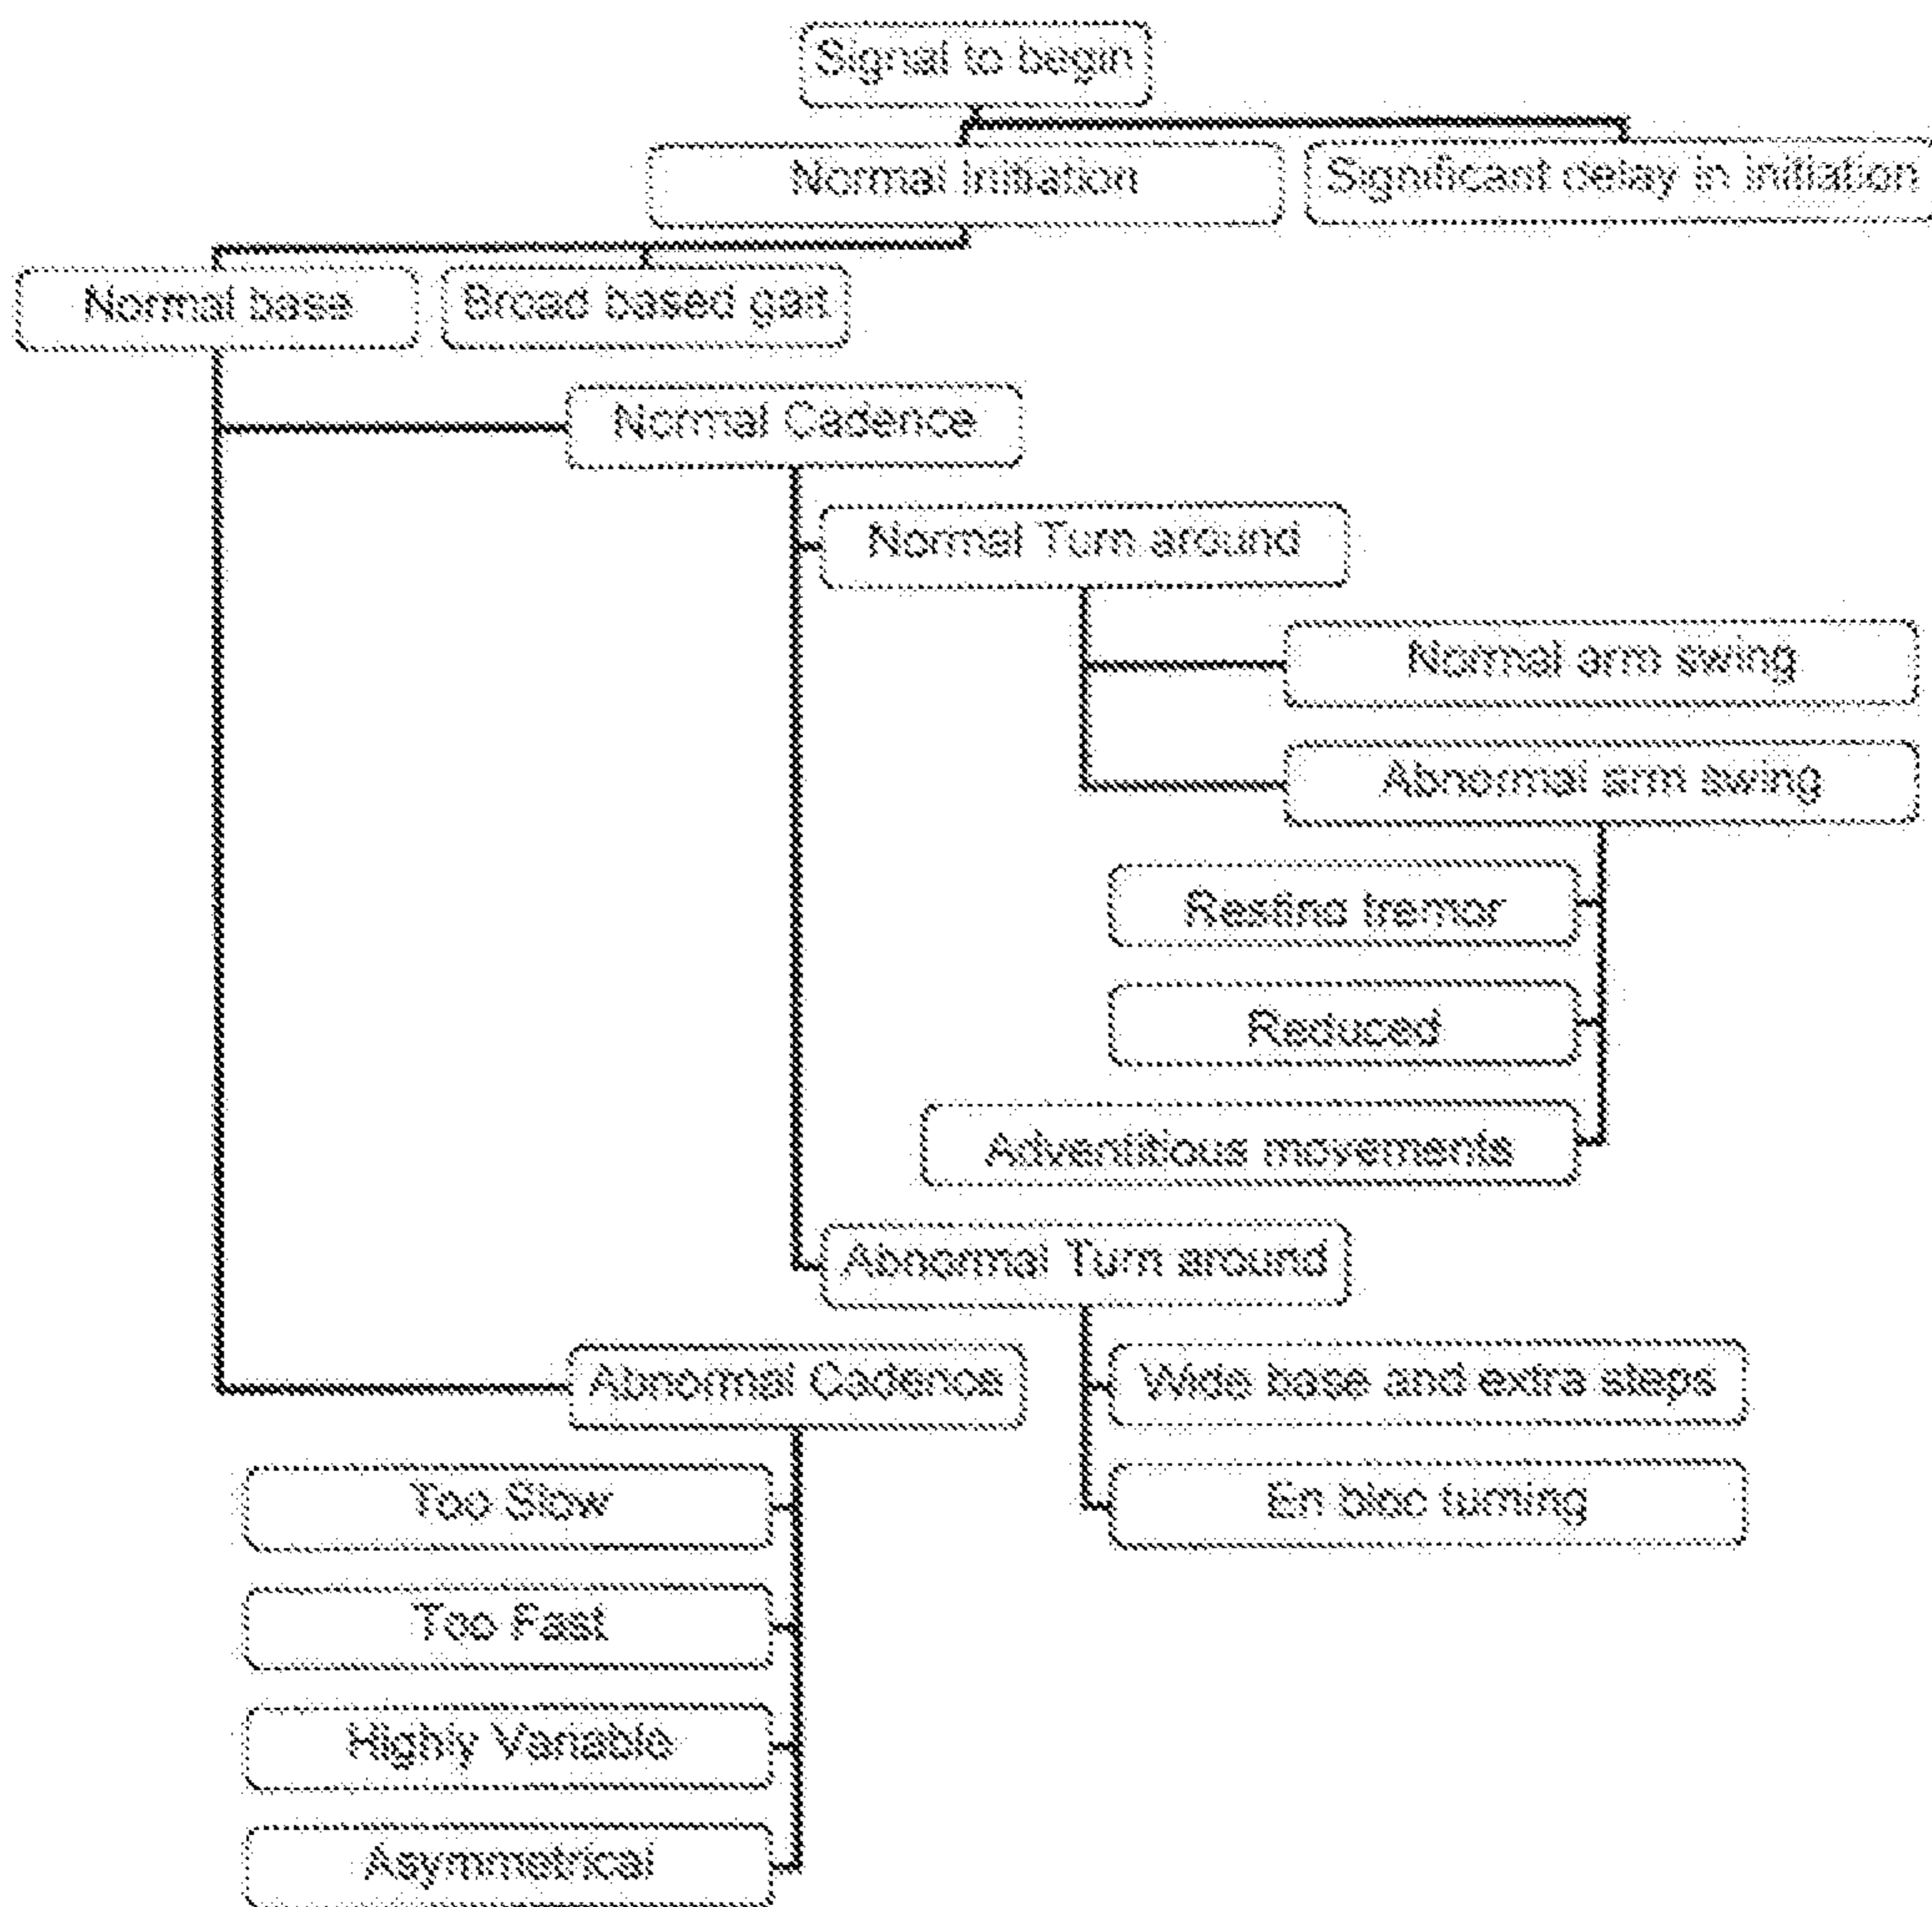 Signal to begin
Normal Initiation
Significant delay in Initiation
Normal base
Broad based gait
Normal Cadence
Normal Turn around
Normal arm swing
Abnormal arm swing
Resting tremor
Reduced
Adventitious movements
Abnormal Turn around
Abnormal Cadence
Wide base and extra steps
Too Slow
En bloc turning
Too Fast
Highly Variable
Asymmetrical